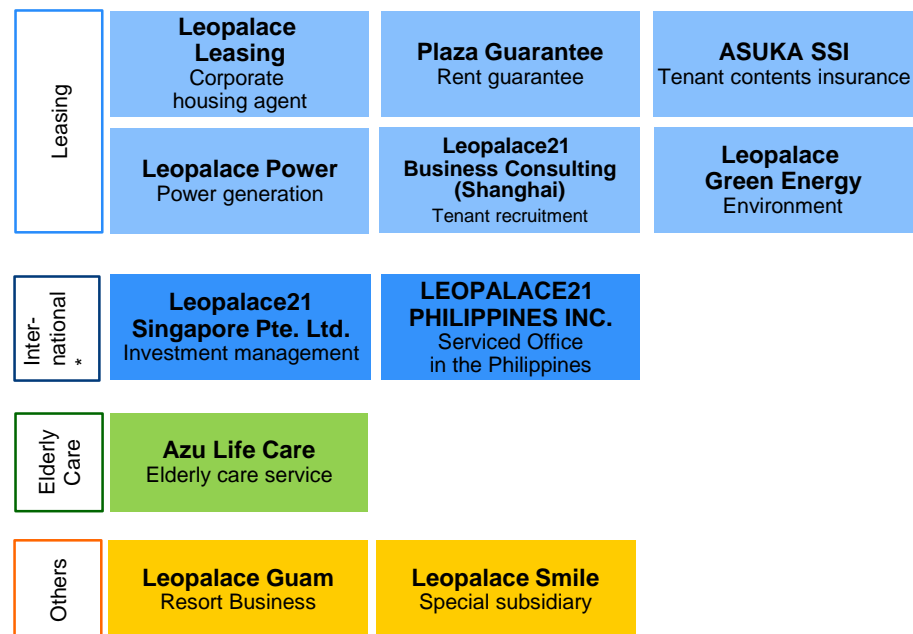 Leasing
Leopalace
Leasing
Corporate
housing agent
Plaza Guarantee
Rent guarantee
ASUKA SSI
Tenant contents insurance
Leopalace Power
Power generation
Leopalace21
Business Consulting
(Shanghai)
Tenant recruitment
Leopalace
Green Energy
Environment
Inter-
national
*
Leopalace21
Singapore Pte. Ltd.
Investment management
LEOPALACE21
PHILIPPINES INC.
Serviced Office
in the Philippines
Elderly
Care
Azu Life Care
Elderly care service
Others
Leopalace Guam
Resort Business
Leopalace Smile
Special subsidiary